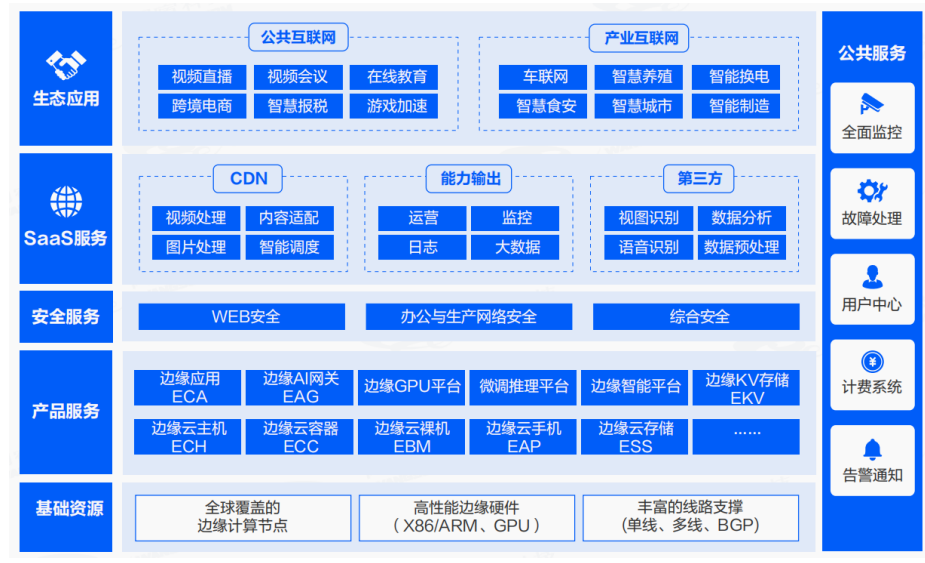 生态应用
公共互联网
视频直播
视频会议
在线教育
跨境电商
智慧报税
游戏加速
产业互联网
车联网
智慧养殖
智能换电
智慧食安
智慧城市
智能制造
SaaS服务
CDN
视频处理
内容适配
图片处理
智能调度
能力输出
运营
监控
日志
大数据
第三方
视图识别
数据分析
语音识别
数据预处理
安全服务
WEB安全
办公与生产网络安全
综合安全
产品服务
边缘应用
ECA
边缘AI网关
EAG
边缘GPU平台
微调推理平台
边缘智能平台
边缘KV存储
EKV
边缘云主机
ECH
边缘云容器
ECC
边缘云裸机
EBM
边缘云手机
EAP
边缘云存储
ESS
……
基础资源
全球覆盖的
边缘计算节点
高性能边缘硬件
（X86/ARM、GPU）
丰富的线路支撑
(单线、多线、BGP)
公共服务
全面监控
故障处理
用户中心
¥
计费系统
告警通知